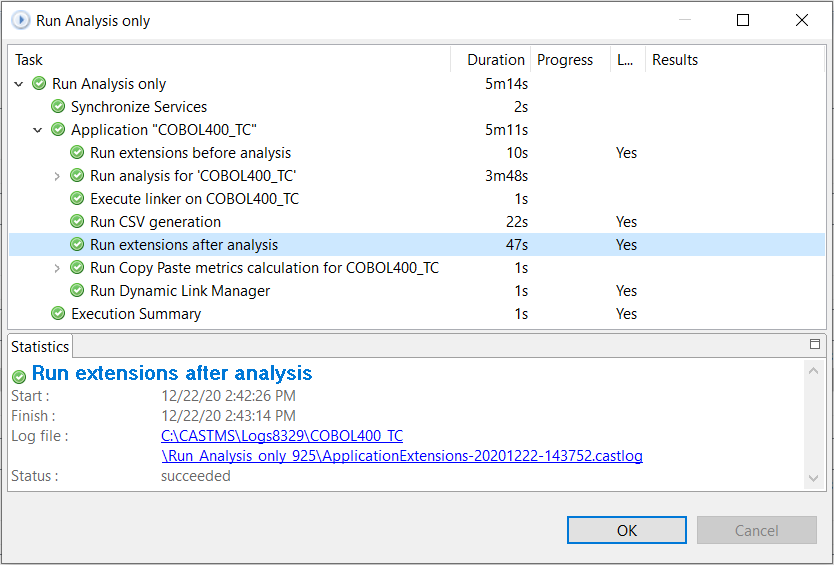 Run Analysis only
Task Duration Progress L... Results
Run Analysis only 5m14s
Synchronize Services 2s
Application "COBOL400_TC" 5m11s
Run extensions before analysis 10s Yes
Run analysis for 'COBOL400_TC' 3m48s
Execute linker on COBOL400_TC 1s
Run CSV generation 22s Yes
Run extensions after analysis 47s Yes
Run Copy Paste metrics calculation for COBOL400_TC 1s
Run Dynamic Link Manager 1s Yes
Execution Summary 1s Yes
Statistics
Run extensions after analysis
Start : 12/22/20 2:42:26 PM
Finish : 12/22/20 2:43:14 PM
Log file : C:\CASTMS\Logs8329\COBOL400_TC
\Run_Analysis_only_925\ApplicationExtensions-20201222-143752.castlog
Status : succeeded
OK Cancel